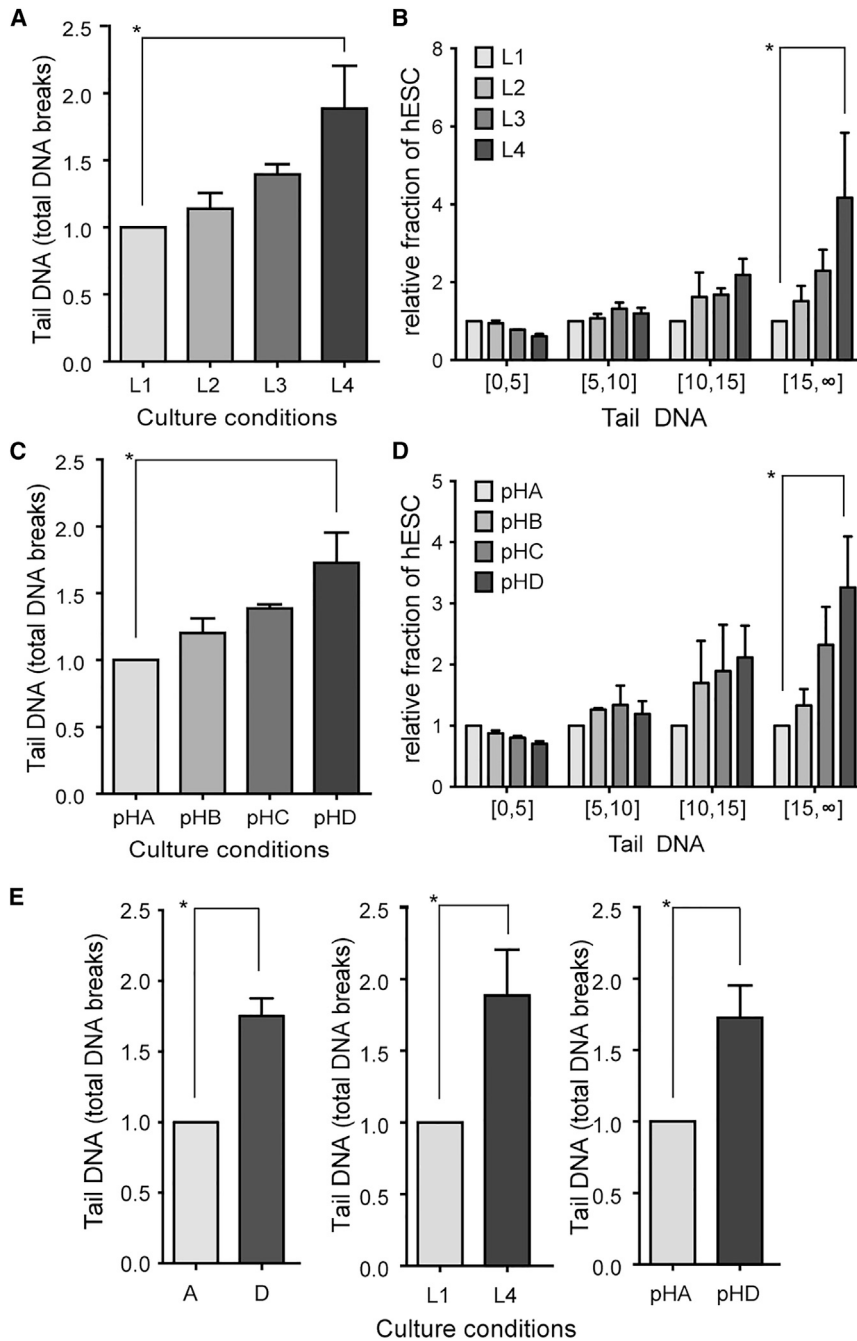 A
Tail DNA (total DNA breaks)
2.5
2.0
1.5
1.0
0.5
0.0
*
L1 L2 L3 L4
Culture conditions
B
relative fraction of hESC
8
6
4
2
0
L1
L2
L3
L4
*
[0,5] [5,10] [10,15] [15,∞]
Tail DNA
C
Tail DNA (total DNA breaks)
2.5
2.0
1.5
1.0
0.5
0.0
*
pHA pHB pHC pHD
Culture conditions
D
relative fraction of hESC
5
4
3
2
1
0
pHA
pHB
pHC
pHD
*
[0,5] [5,10] [10,15] [15,∞]
Tail DNA
E
Tail DNA (total DNA breaks)
2.5
2.0
1.5
1.0
0.5
0.0
*
A D
Tail DNA (total DNA breaks)
2.5
2.0
1.5
1.0
0.5
0.0
*
L1 L4
Tail DNA (total DNA breaks)
2.5
2.0
1.5
1.0
0.5
0.0
*
pHA pHD
Culture conditions